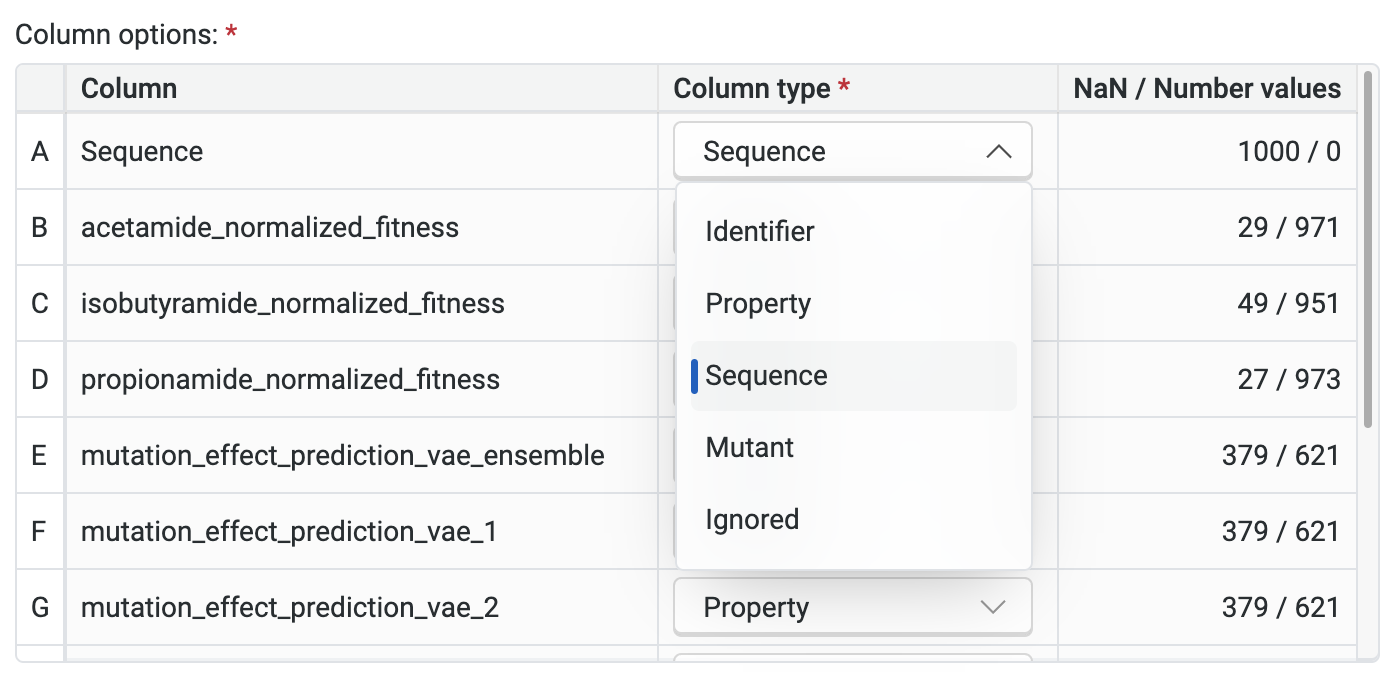 Column options: *
Column Column type * NaN / Number values
A Sequence Sequence 1000 / 0
B acetamide_normalized_fitness Identifier 29 / 971
C isobutyramide_normalized_fitness Property 49 / 951
D propionamide_normalized_fitness Sequence 27 / 973
E mutation_effect_prediction_vae_ensemble Mutant 379 / 621
F mutation_effect_prediction_vae_1 Ignored 379 / 621
G mutation_effect_prediction_vae_2 Property 379 / 621